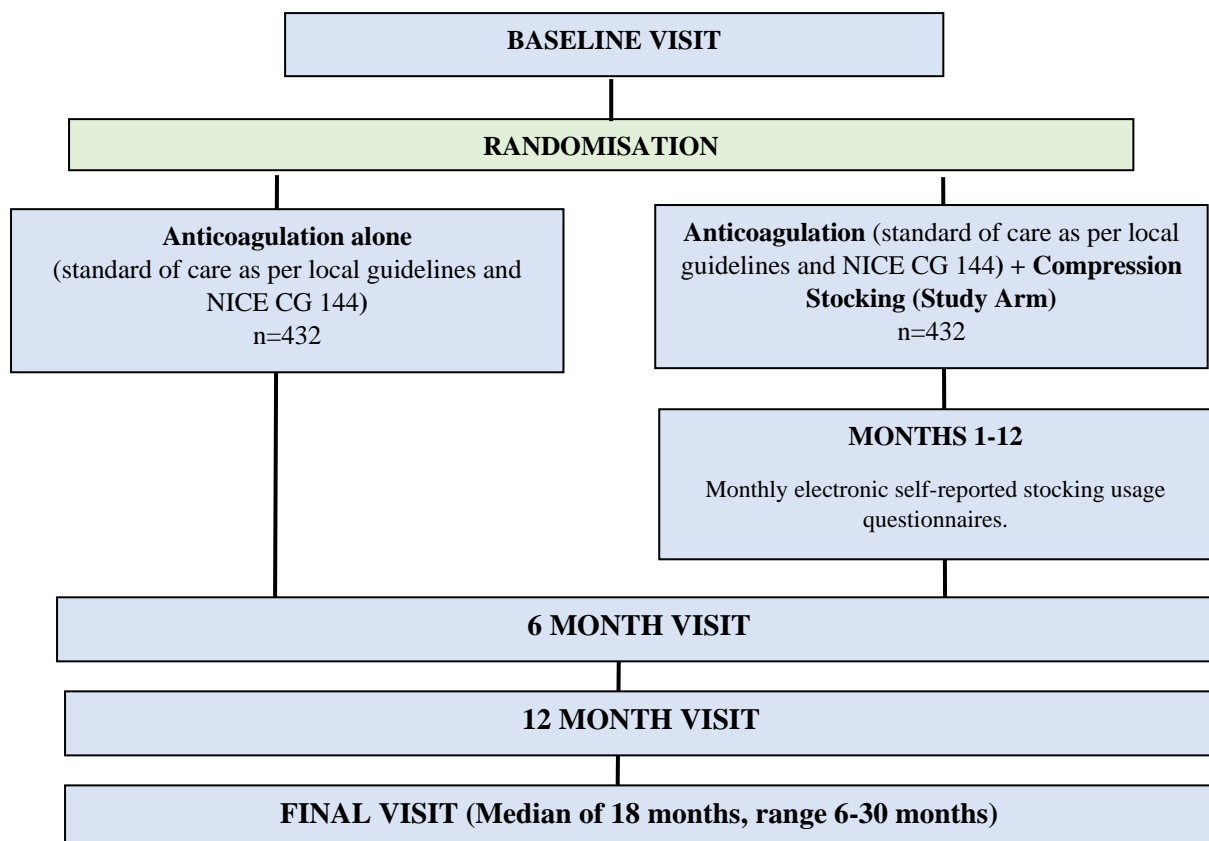 BASELINE VISIT
RANDOMISATION
Anticoagulation alone
(standard of care as per local guidelines and
NICE CG 144)
n=432
Anticoagulation (standard of care as per local
guidelines and NICE CG 144) + Compression
Stocking (Study Arm)
n=432
MONTHS 1-12
Monthly electronic self-reported stocking usage
questionnaires.
6 MONTH VISIT
12 MONTH VISIT
FINAL VISIT (Median of 18 months, range 6-30 months)